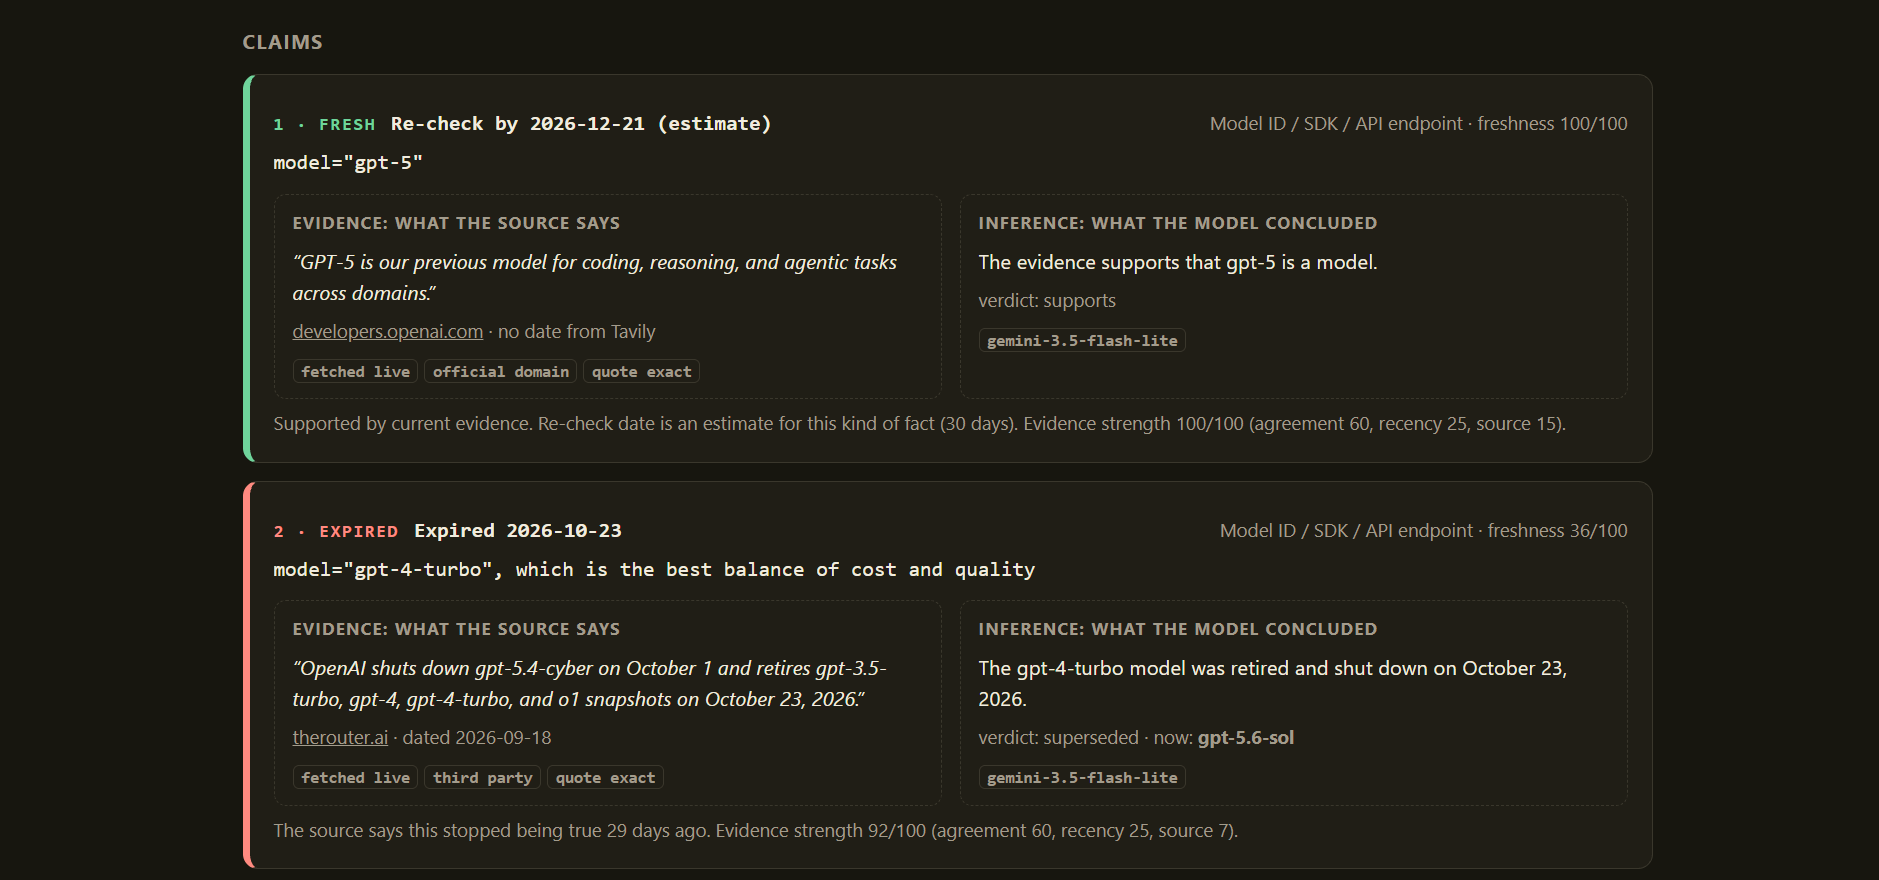 CLAIMS
1 · FRESH Re-check by 2026-12-21 (estimate)
Model ID / SDK / API endpoint · freshness 100/100
model="gpt-5"
EVIDENCE: WHAT THE SOURCE SAYS
“GPT-5 is our previous model for coding, reasoning, and agentic tasks
across domains.”
developers.openai.com · no date from Tavily
fetched live official domain quote exact
INFERENCE: WHAT THE MODEL CONCLUDED
The evidence supports that gpt-5 is a model.
verdict: supports
gemini-3.5-flash-lite
Supported by current evidence. Re-check date is an estimate for this kind of fact (30 days). Evidence strength 100/100 (agreement 60, recency 25, source 15).
2 · EXPIRED Expired 2026-10-23
Model ID / SDK / API endpoint · freshness 36/100
model="gpt-4-turbo", which is the best balance of cost and quality
EVIDENCE: WHAT THE SOURCE SAYS
“OpenAI shuts down gpt-5.4-cyber on October 1 and retires gpt-3.5-
turbo, gpt-4, gpt-4-turbo, and o1 snapshots on October 23, 2026.”
therouter.ai · dated 2026-09-18
fetched live third party quote exact
INFERENCE: WHAT THE MODEL CONCLUDED
The gpt-4-turbo model was retired and shut down on October 23,
2026.
verdict: superseded · now: gpt-5.6-sol
gemini-3.5-flash-lite
The source says this stopped being true 29 days ago. Evidence strength 92/100 (agreement 60, recency 25, source 7).